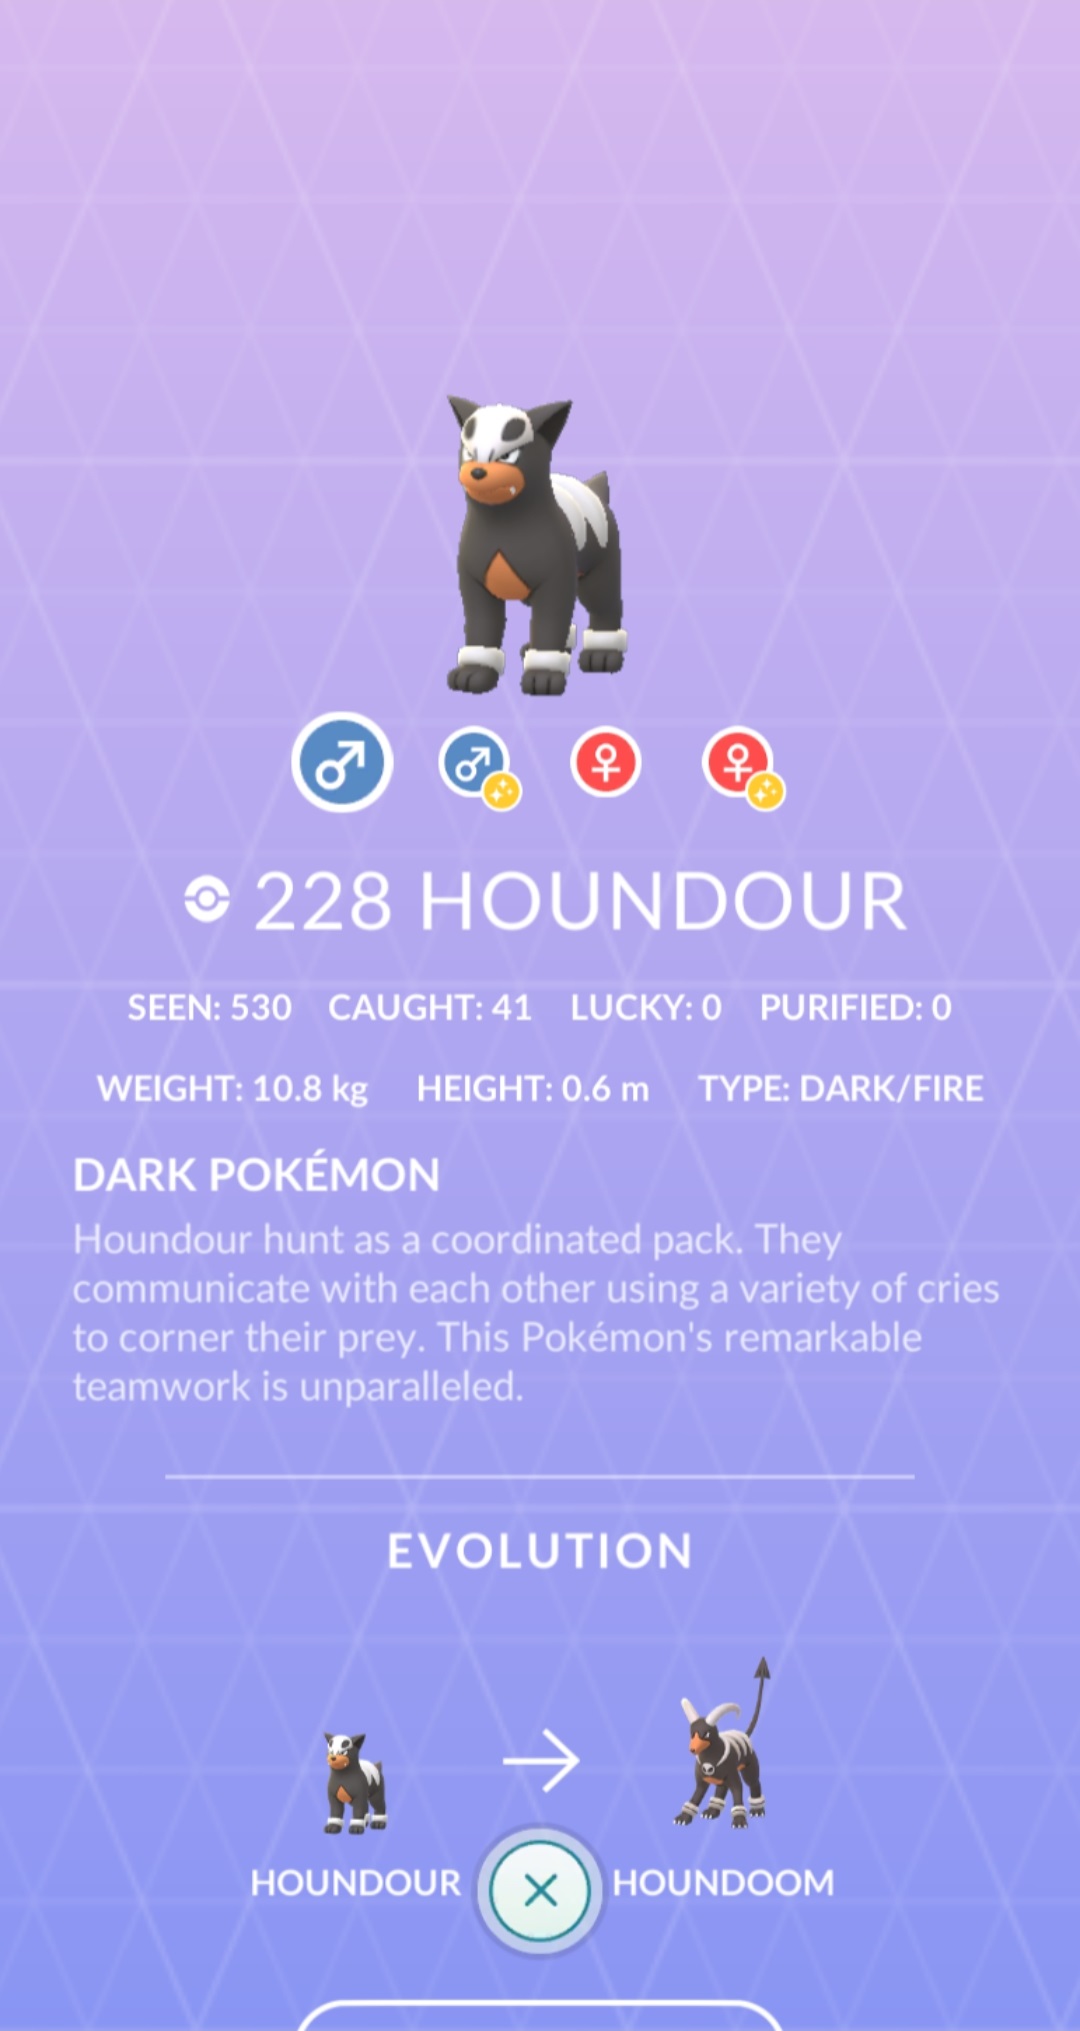 228 HOUNDOUR
SEEN: 530 CAUGHT: 41 LUCKY: 0 PURIFIED: 0
WEIGHT: 10.8 kg HEIGHT: 0.6 m TYPE: DARK/FIRE
DARK POKÉMON
Houndour hunt as a coordinated pack. They
communicate with each other using a variety of cries
to corner their prey. This Pokémon's remarkable
teamwork is unparalleled.
EVOLUTION
HOUNDOUR HOUNDOOM